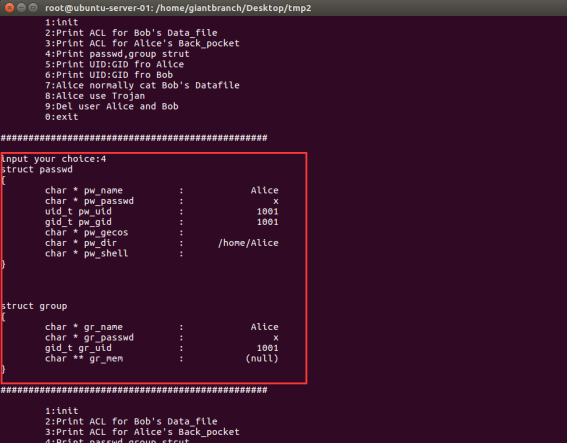 root@ubuntu-server-01: /home/giantbranch/Desktop/tmp2
1:init
2:Print ACL for Bob's Data_file
3:Print ACL for Alice's Back_pocket
4:Print passwd,group strut
5:Print UID:GID fro Alice
6:Print UID:GID fro Bob
7:Alice normally cat Bob's Datafile
8:Alice use Trojan
9:Del user Alice and Bob
0:exit
################################################
input your choice:4
struct passwd
{
char * pw_name : Alice
char * pw_passwd : x
uid_t pw_uid : 1001
gid_t pw_gid : 1001
char * pw_gecos :
char * pw_dir : /home/Alice
char * pw_shell :
}
struct group
{
char * gr_name : Alice
char * gr_passwd : x
gid_t gr_uid : 1001
char ** gr_mem : (null)
}
################################################
1:init
2:Print ACL for Bob's Data_file
3:Print ACL for Alice's Back_pocket
4:Print passwd,group strut